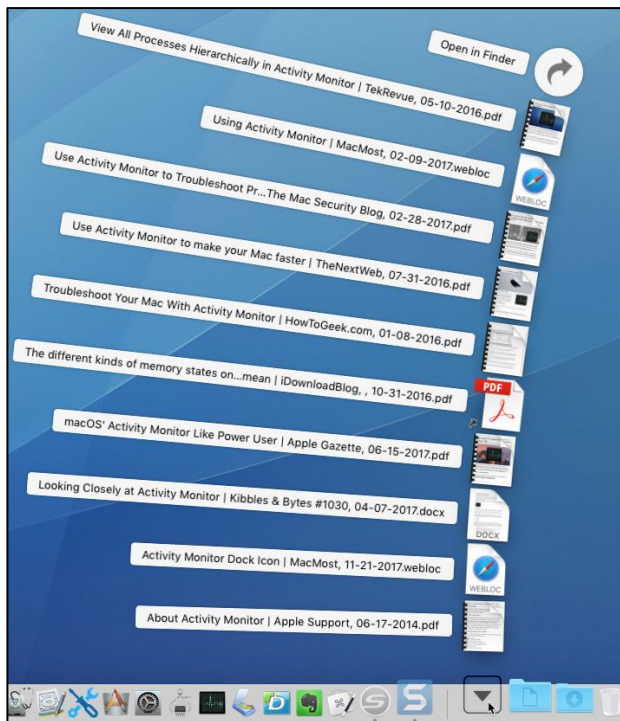 Open in Finder
View All Processes Hierarchically in Activity Monitor | TekRevue, 05-10-2016.pdf
Using Activity Monitor | MacMost, 02-09-2017.webloc
WEBLOC
Use Activity Monitor to Troubleshoot Pr...The Mac Security Blog, 02-28-2017.pdf
Use Activity Monitor to make your Mac faster | TheNextWeb, 07-31-2016.pdf
Troubleshoot Your Mac With Activity Monitor | HowToGeek.com, 01-08-2016.pdf
The different kinds of memory states on...mean | iDownloadBlog, , 10-31-2016.pdf
PDF
macOS' Activity Monitor Like Power User | Apple Gazette, 06-15-2017.pdf
Looking Closely at Activity Monitor | Kibbles & Bytes #1030, 04-07-2017.docx
DOCX
Activity Monitor Dock Icon | MacMost, 11-21-2017.webloc
WEBLOC
About Activity Monitor | Apple Support, 06-17-2014.pdf